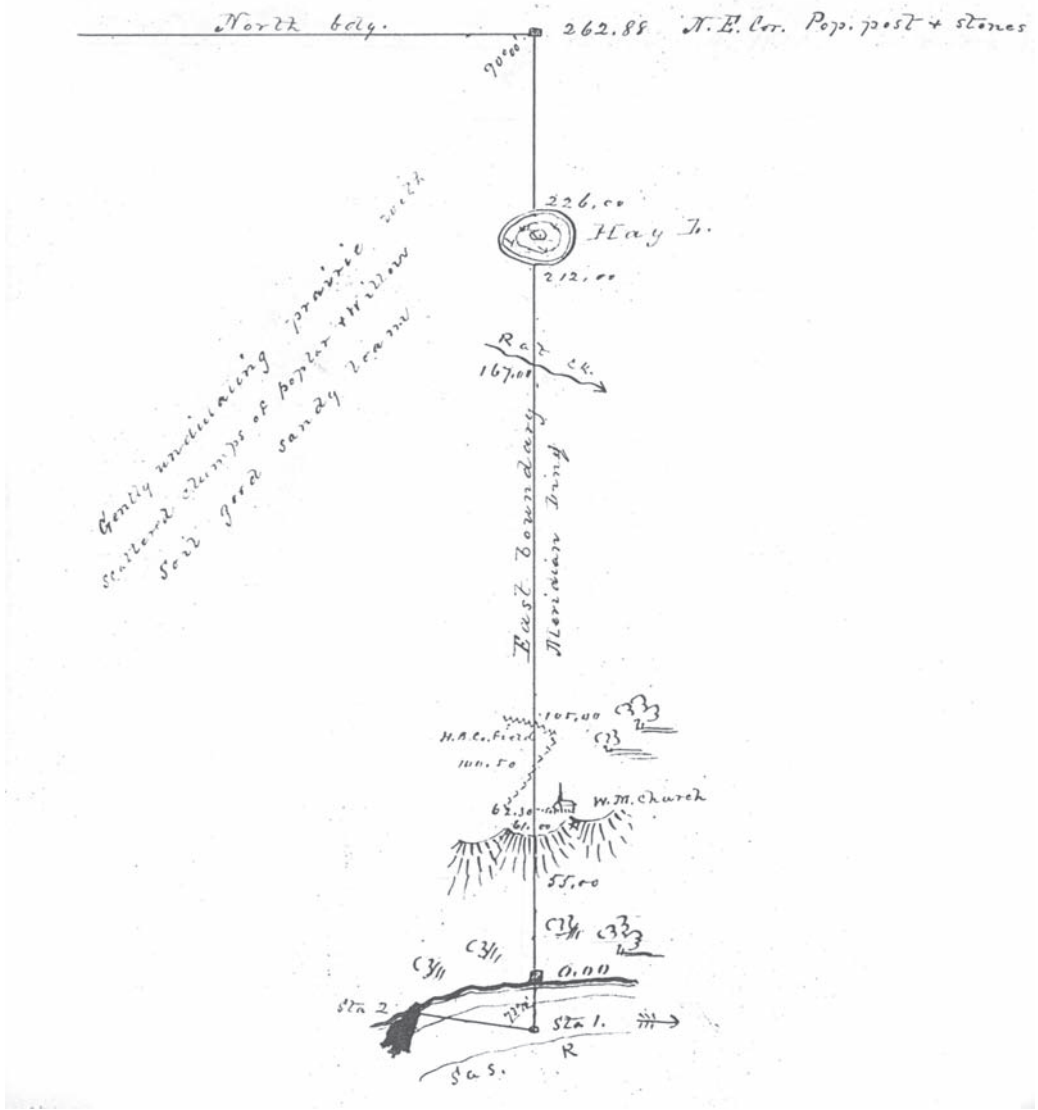 North bdy.
262.88 N.E. Cor. Pop. post + stones
90°00'
226.00
Hay L.
212.00
Rat Ck.
167.00
Gently undulating prairie with
scattered clumps of poplar + willow
Soil good sandy loam
East boundary
Meridian
105.00
H.B.Co. field
100.50
62.30
W.M. Church
61.00
55.00
0.00
Sta 2
Sta 1.
Sas. R